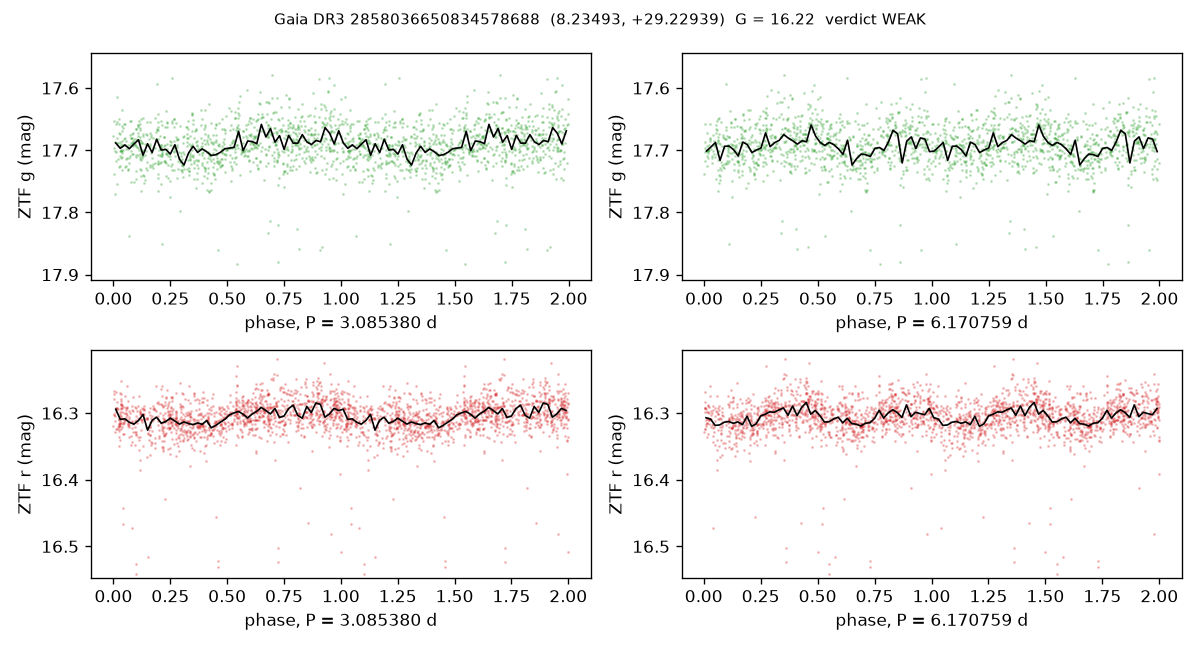 Gaia DR3 2858036650834578688 (8.23493, +29.22939) G = 16.22 verdict WEAK
ZTF g (mag)
17.6
17.7
17.8
17.9
0.00 0.25 0.50 0.75 1.00 1.25 1.50 1.75 2.00
phase, P = 3.085380 d
ZTF g (mag)
17.6
17.7
17.8
17.9
0.00 0.25 0.50 0.75 1.00 1.25 1.50 1.75 2.00
phase, P = 6.170759 d
ZTF r (mag)
16.3
16.4
16.5
0.00 0.25 0.50 0.75 1.00 1.25 1.50 1.75 2.00
phase, P = 3.085380 d
ZTF r (mag)
16.3
16.4
16.5
0.00 0.25 0.50 0.75 1.00 1.25 1.50 1.75 2.00
phase, P = 6.170759 d